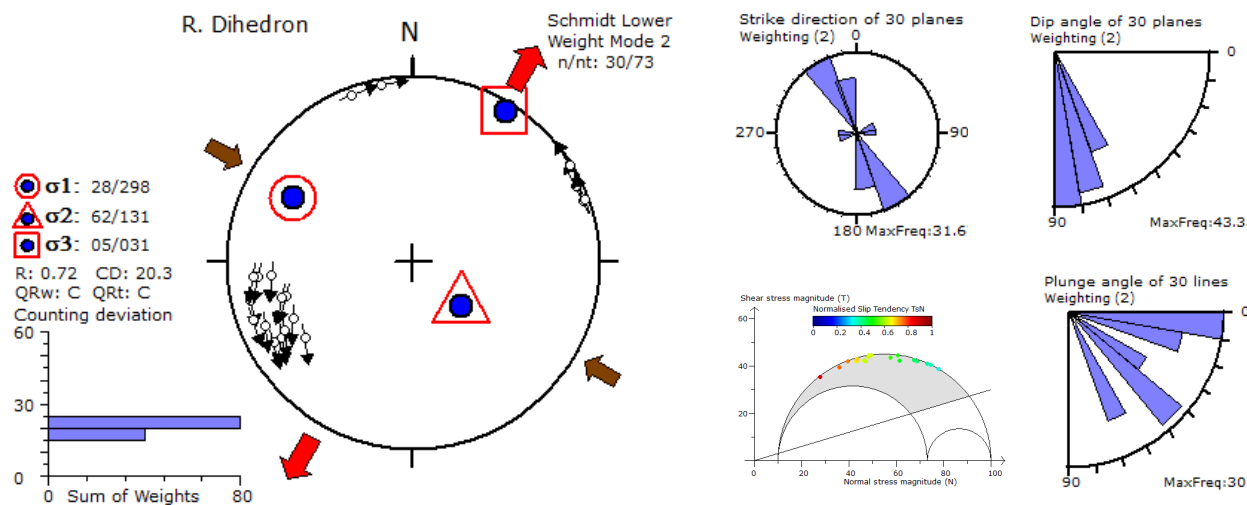 R. Dihedron
N
Schmidt Lower
Weight Mode 2
n/nt: 30/73
σ1: 28/298
σ2: 62/131
σ3: 05/031
R: 0.72 CD: 20.3
QRw: C QRt: C
Counting deviation
60
30
0
0 Sum of Weights 80
Strike direction of 30 planes
Weighting (2) 0
270
90
180 MaxFreq:31.6
Dip angle of 30 planes
Weighting (2)
0
90
MaxFreq:43.3
Shear stress magnitude (T)
Normalised Slip Tendency TsN
0 0.2 0.4 0.6 0.8 1
60
40
20
0 20 40 60 80 100
Normal stress magnitude (N)
Plunge angle of 30 lines
Weighting (2)
0
90
MaxFreq:30